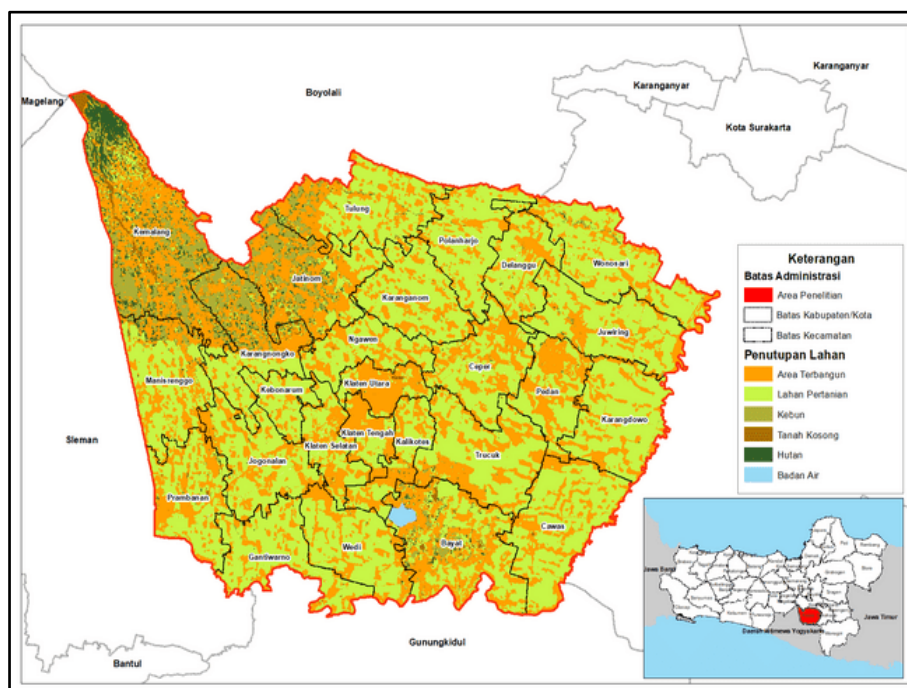 Karanganyar
Karanganyar
Kota Surakarta
Boyolali
Magelang
Kemalang
Tulung
Polanharjo
Delanggu
Wonosari
Jatinom
Karanganom
Juwiring
Ngawen
Karangnongko
Ceper
Manisrenggo
Kebonarum
Klaten Utara
Pedan
Karangdowo
Sleman
Klaten Tengah
Klaten Selatan
Kalikotes
Jogonalan
Trucuk
Prambanan
Cawas
Wedi
Bayat
Gantiwarno
Gunungkidul
Bantul
Keterangan
Batas Administrasi
Area Penelitian
Batas Kabupaten/Kota
Batas Kecamatan
Penutupan Lahan
Area Terbangun
Lahan Pertanian
Kebun
Tanah Kosong
Hutan
Badan Air
Jawa Barat
Jawa Timur
Daerah Istimewa Yogyakarta